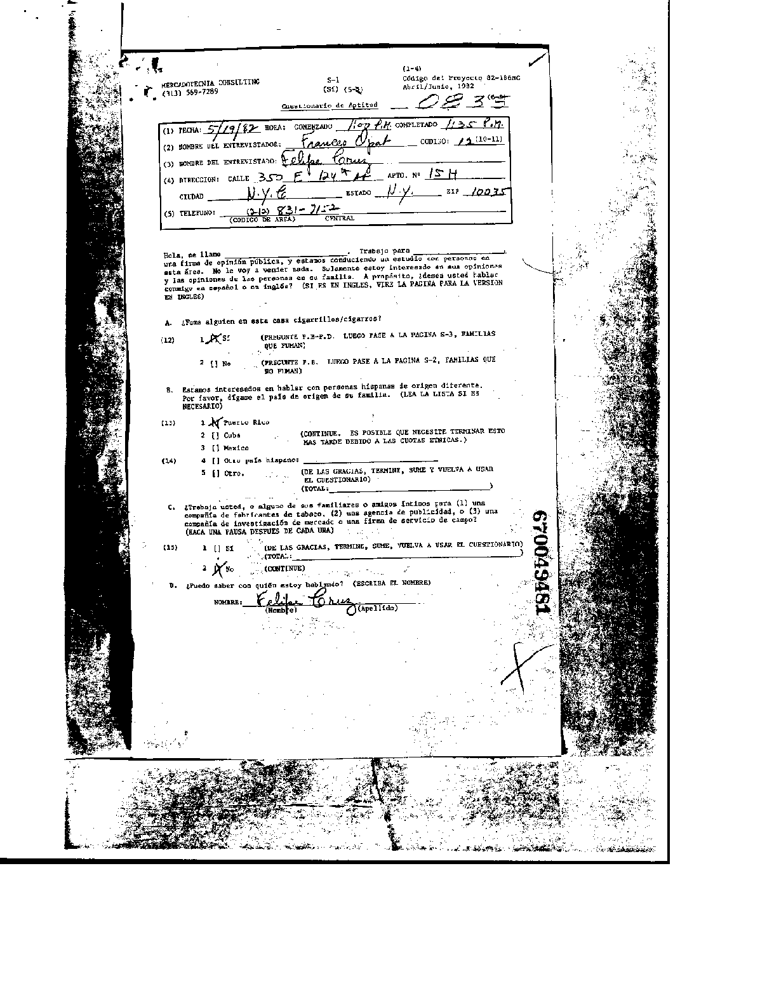 (1-4)
MERCADOTECNIA CONSULTING S-1 Código del Proyecto 82-186MC
(313) 569-7289 (SI) (5-8) Abril/Junio, 1982
Cuestionario de Aptitud 083
(1) FECHA: 5/19/82 HORA: COMENZADO 1:07 P.M. COMPLETADO 1:35 P.M.
(2) NOMBRE DEL ENTREVISTADOR: Frances Opat CODIGO: 12 (10-11)
(3) NOMBRE DEL ENTREVISTADO: Felipe Cruz
(4) DIRECCION: CALLE 350 E 124th APTO. Nº 15 H
CIUDAD N.Y.C ESTADO N.Y. ZIP 10035
(5) TELEFONO: (212) 831-7152
(CODIGO DE AREA) CENTRAL
Hola, me llamo ____. Trabajo para ____,
una firma de opinión pública, y estamos conduciendo un estudio con personas en
esta área. No le voy a vender nada. Solamente estoy interesado en sus opiniones
y las opiniones de las personas en su familia. A propósito, ¿desea usted hablar
conmigo en español o en inglés? (SI ES EN INGLES, VIRE LA PAGINA PARA LA VERSION
EN INGLES)
A. ¿Fuma alguien en esta casa cigarrillos/cigarros?
(12) 1 [X] Sí (PREGUNTE P.B-P.D. LUEGO PASE A LA PAGINA S-3, FAMILIAS
QUE FUMAN)
2 [] No (PREGUNTE P.B. LUEGO PASE A LA PAGINA S-2, FAMILIAS QUE
NO FUMAN)
B. Estamos interesados en hablar con personas hispanas de origen diferente.
Por favor, dígame el país de origen de su familia. (LEA LA LISTA SI ES
NECESARIO)
(13) 1 [X] Puerto Rico
2 [] Cuba (CONTINUE. ES POSIBLE QUE NECESITE TERMINAR ESTO
MAS TARDE DEBIDO A LAS CUOTAS ETNICAS.)
3 [] Mexico
(14) 4 [] Otro país hispano:
5 [] Otro. (DE LAS GRACIAS, TERMINE, SUME Y VUELVA A USAR
EL CUESTIONARIO)
(TOTAL: )
C. ¿Trabaja usted, o alguno de sus familiares o amigos íntimos para (1) una
compañía de fabricantes de tabaco, (2) una agencia de publicidad, o (3) una
compañía de investigación de mercado o una firma de servicio de campo?
(HAGA UNA PAUSA DESPUES DE CADA UNA)
(15) 1 [] SI (DE LAS GRACIAS, TERMINE, SUME, VUELVA A USAR EL CUESTIONARIO)
(TOTAL: )
2 [X] No (CONTINUE)
D. ¿Puedo saber con quién estoy hablando? (ESCRIBA EL NOMBRE)
NOMBRE: Felipe Cruz
(Nombre) (Apellido)
670049481